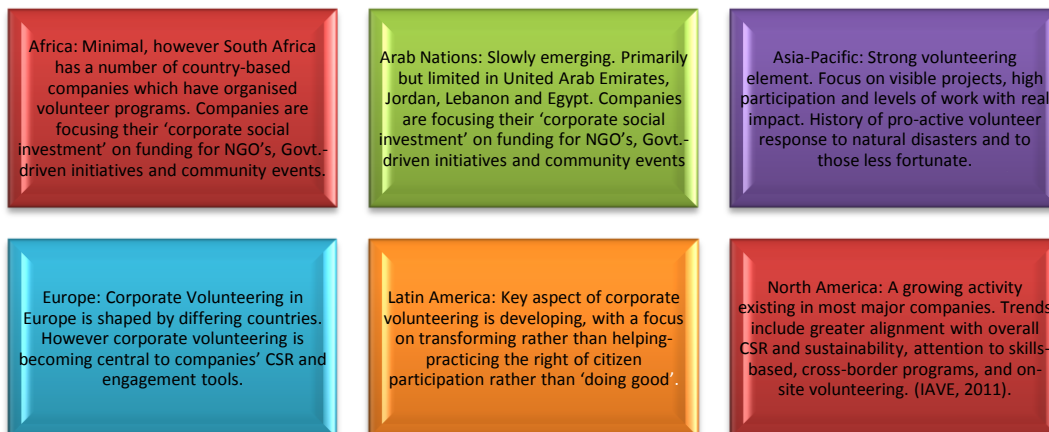 Africa: Minimal, however South Africa
has a number of country-based
companies which have organised
volunteer programs. Companies are
focusing their ‘corporate social
investment’ on funding for NGO’s, Govt.-
driven initiatives and community events.
Arab Nations: Slowly emerging. Primarily
but limited in United Arab Emirates,
Jordan, Lebanon and Egypt. Companies
are focusing their ‘corporate social
investment’ on funding for NGO’s, Govt.-
driven initiatives and community events
Asia-Pacific: Strong volunteering
element. Focus on visible projects, high
participation and levels of work with real
impact. History of pro-active volunteer
response to natural disasters and to
those less fortunate.
Europe: Corporate Volunteering in
Europe is shaped by differing countries.
However corporate volunteering is
becoming central to companies’ CSR and
engagement tools.
Latin America: Key aspect of corporate
volunteering is developing, with a focus
on transforming rather than helping-
practicing the right of citizen
participation rather than ‘doing good’.
North America: A growing activity
existing in most major companies. Trends
include greater alignment with overall
CSR and sustainability, attention to skills-
based, cross-border programs, and on-
site volunteering. (IAVE, 2011).